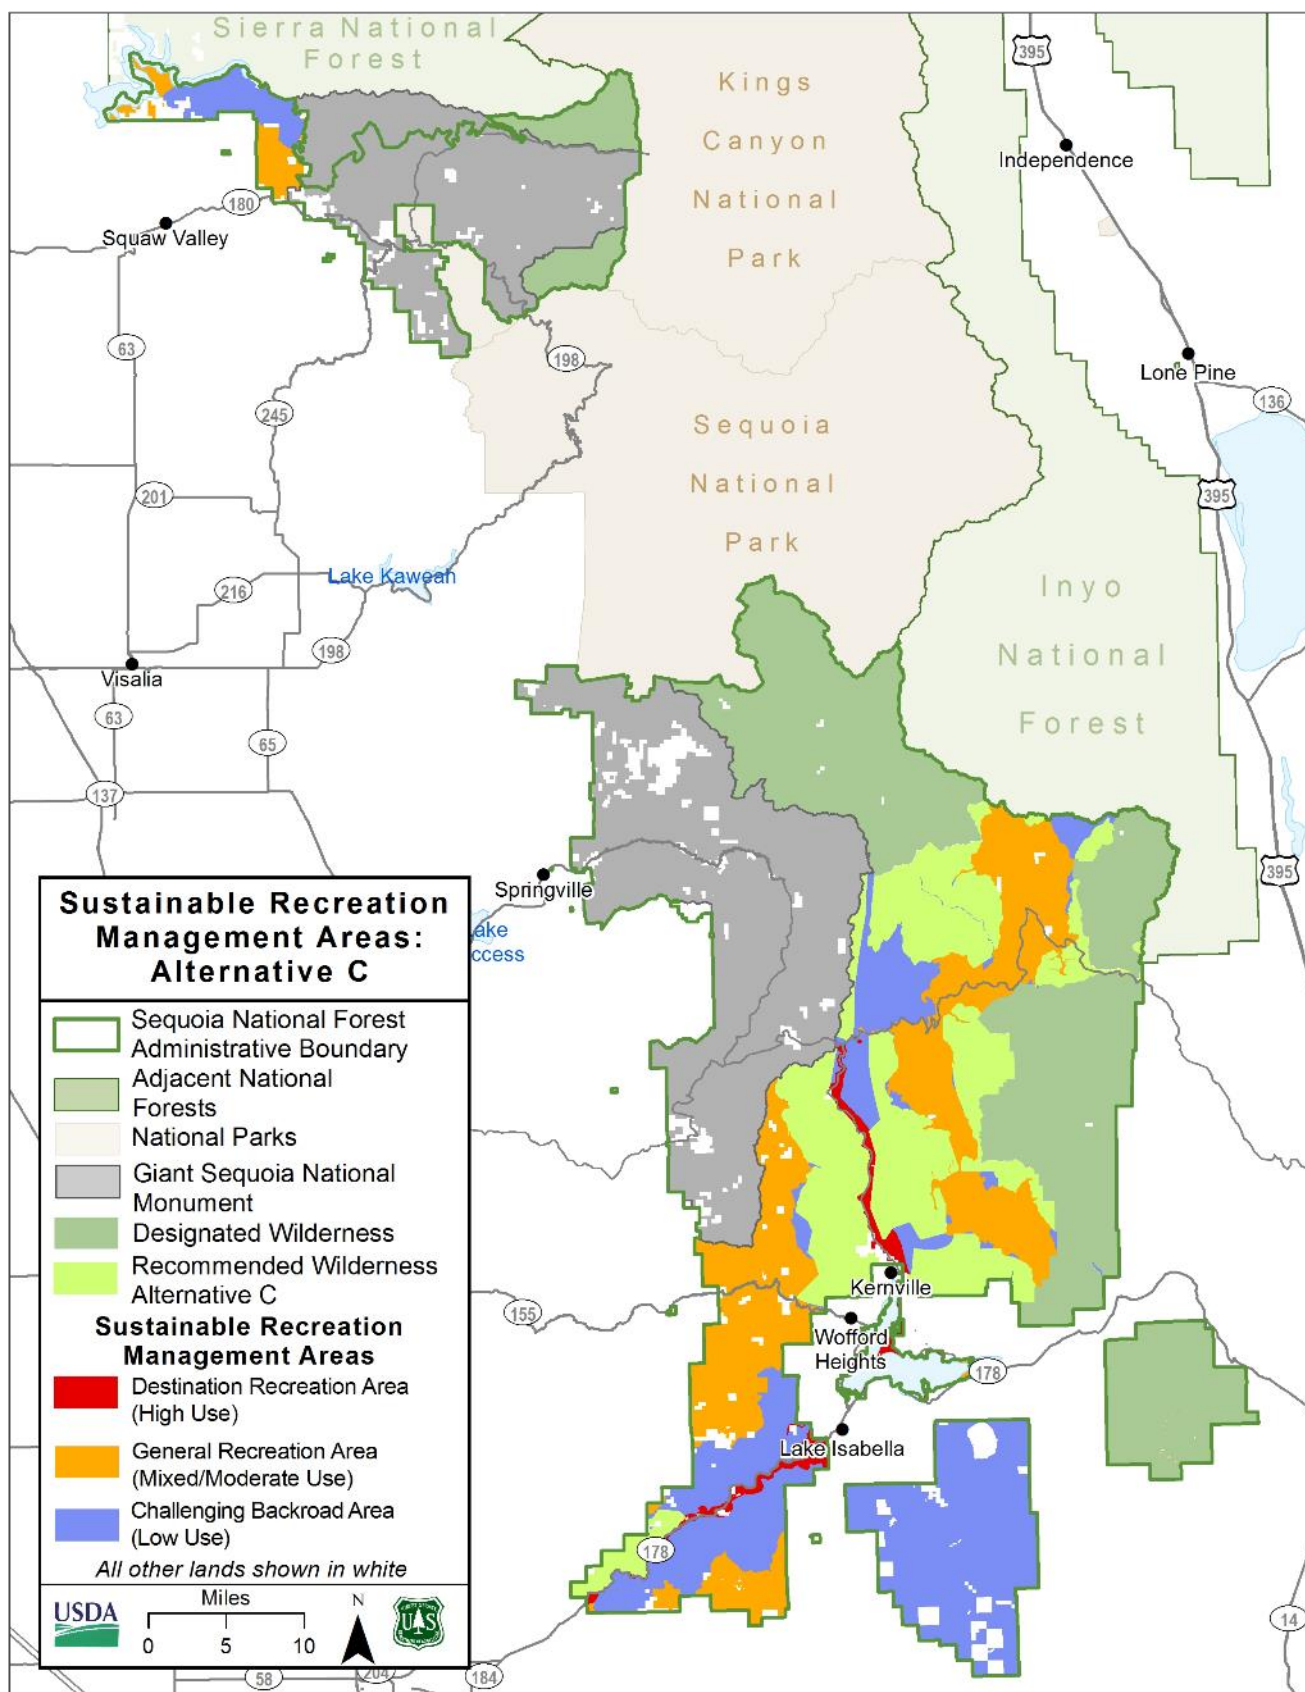 Sierra National
Forest
Kings
Canyon
National
Park
395
Independence
180
Squaw Valley
63
198
Lone Pine
136
245
Sequoia
National
Park
201
395
Lake Kaweah
216
Inyo
National
Forest
198
Visalia
63
65
137
Springville
395
ake
ccess
Sustainable Recreation
Management Areas:
Alternative C
Sequoia National Forest
Administrative Boundary
Adjacent National
Forests
National Parks
Giant Sequoia National
Monument
Designated Wilderness
Recommended Wilderness
Alternative C
Sustainable Recreation
Management Areas
Destination Recreation Area
(High Use)
General Recreation Area
(Mixed/Moderate Use)
Challenging Backroad Area
(Low Use)
All other lands shown in white
USDA
Miles
0 5 10
N
U S
Kernville
155
Wofford
Heights
178
Lake Isabella
178
14
58
204
184